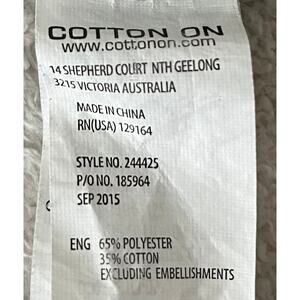 COTTON ON
www.cottonon.com
14 SHEPHERD COURT NTH GEELONG
3215 VICTORIA AUSTRALIA
MADE IN CHINA
RN(USA) 129164
STYLE NO. 244425
P/O NO. 185964
SEP 2015
ENG 65% POLYESTER
35% COTTON
EXCLUDING EMBELLISHMENTS